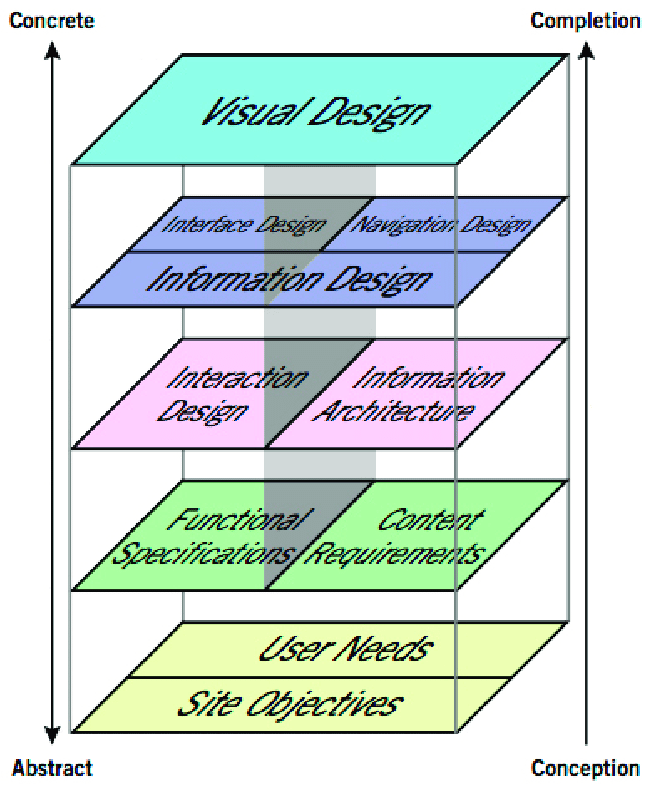 Concrete
Completion
Visual Design
Interface Design
Navigation Design
Information Design
Interaction
Design
Information
Architecture
Functional
Specifications
Content
Requirements
User Needs
Site Objectives
Abstract
Conception